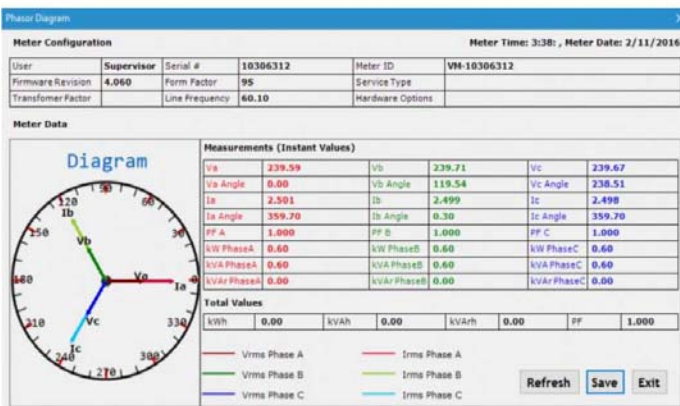 Phasor Diagram
Meter Configuration Meter Time: 3:38: , Meter Date: 2/11/2016
User Supervisor Serial # 10306312 Meter ID VM-10306312
Firmware Revision 4.060 Form Factor 9S Service Type
Transfomer Factor Line Frequency 60.10 Hardware Options
Meter Data
Diagram
90
120 60
150 30
180 0
210 330
240 300
270
Ib
Vb
Va
Ia
Vc
Ic
Measurements (Instant Values)
Va 239.59 Vb 239.71 Vc 239.67
Va Angle 0.00 Vb Angle 119.54 Vc Angle 238.51
Ia 2.501 Ib 2.499 Ic 2.498
Ia Angle 359.70 Ib Angle 0.30 Ic Angle 359.70
PF A 1.000 PF B 1.000 PF C 1.000
kW PhaseA 0.60 kW PhaseB 0.60 kW PhaseC 0.60
kVA PhaseA 0.60 kVA PhaseB 0.60 kVA PhaseC 0.60
kVAr PhaseA 0.00 kVAr PhaseB 0.00 kVAr PhaseC 0.00
Total Values
kWh 0.00 kVAh 0.00 kVArh 0.00 PF 1.000
Vrms Phase A Irms Phase A
Vrms Phase B Irms Phase B
Vrms Phase C Irms Phase C
Refresh Save Exit